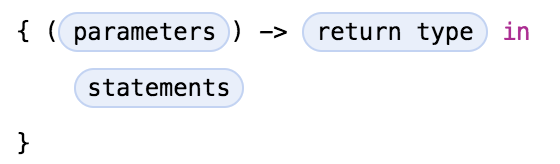 { (parameters) -> return type in
statements
}